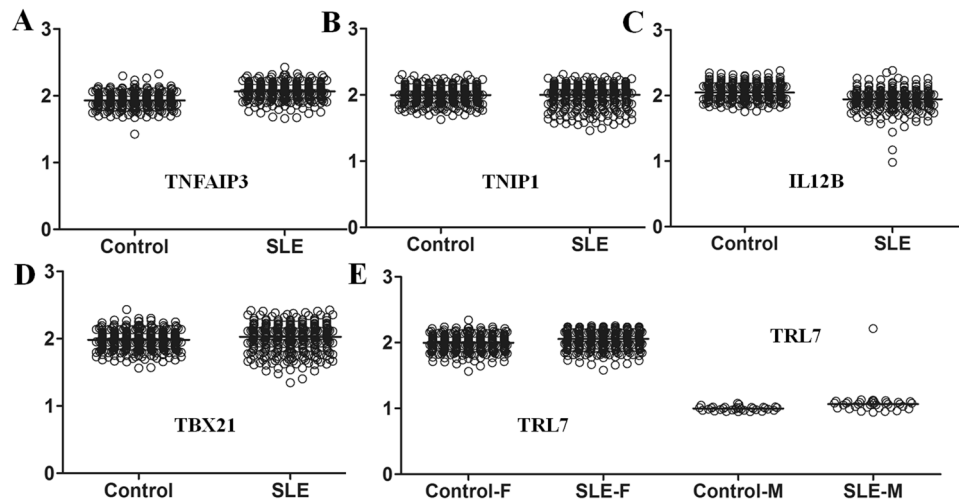 A
3
2
1
0
TNFAIP3
Control SLE
B
3
2
1
0
TNIP1
Control SLE
C
3
2
1
0
IL12B
Control SLE
D
3
2
1
0
TBX21
Control SLE
E
3
2
1
0
TRL7
TRL7
Control-F SLE-F Control-M SLE-M